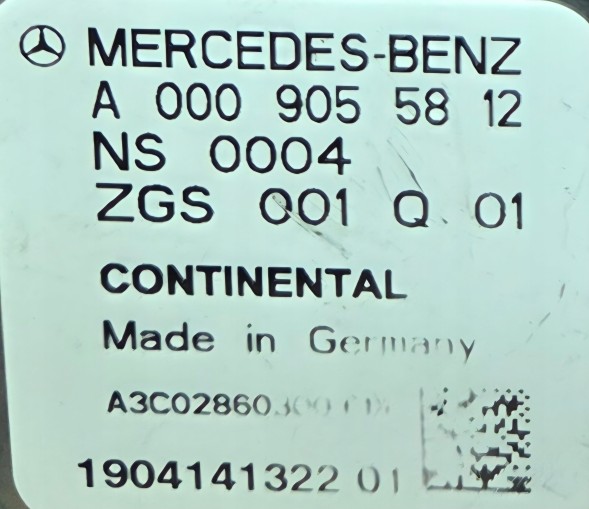 MERCEDES-BENZ
A 000 905 58 12
NS 0004
ZGS 001 Q 01
CONTINENTAL
Made in Germany
1904141322 01